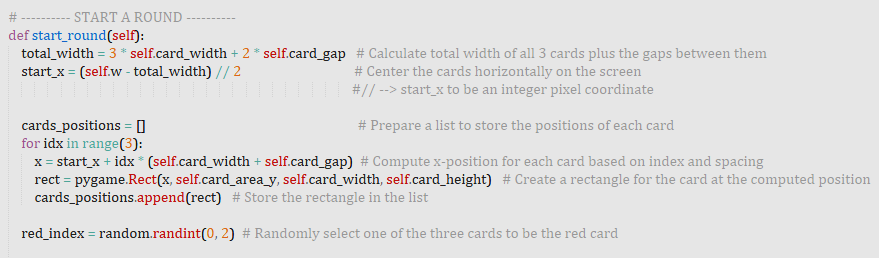 # ---------- START A ROUND ----------
def start_round(self):
total_width = 3 * self.card_width + 2 * self.card_gap # Calculate total width of all 3 cards plus the gaps between them
start_x = (self.w - total_width) // 2 # Center the cards horizontally on the screen
#// --> start_x to be an integer pixel coordinate
cards_positions = [] # Prepare a list to store the positions of each card
for idx in range(3):
x = start_x + idx * (self.card_width + self.card_gap) # Compute x-position for each card based on index and spacing
rect = pygame.Rect(x, self.card_area_y, self.card_width, self.card_height) # Create a rectangle for the card at the computed position
cards_positions.append(rect) # Store the rectangle in the list
red_index = random.randint(0, 2) # Randomly select one of the three cards to be the red card